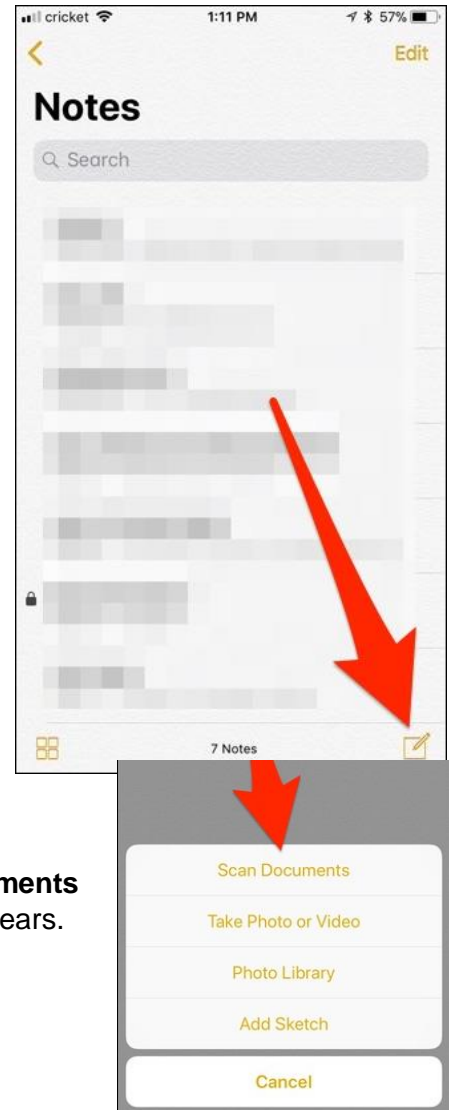 cricket 1:11 PM 57%
Edit
Notes
Search
7 Notes
Scan Documents
ments
ears.
Take Photo or Video
Photo Library
Add Sketch
Cancel